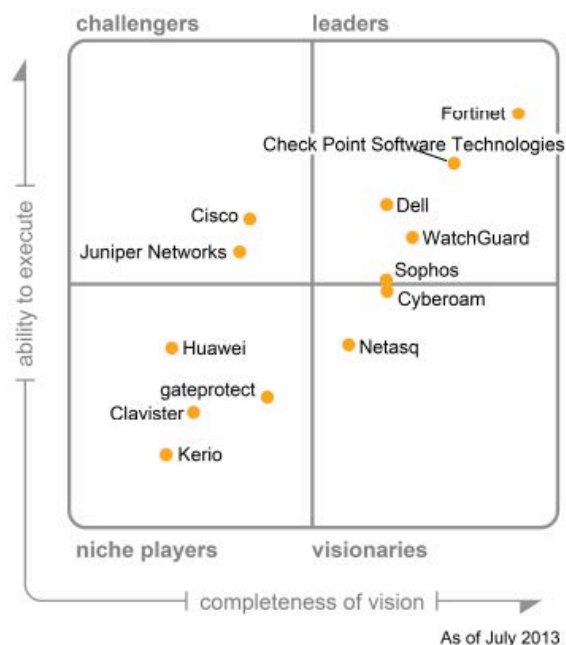 challengers
leaders
Fortinet
Check Point Software Technologies
Dell
Cisco
WatchGuard
Juniper Networks
Sophos
Cyberoam
Huawei
Netasq
gateprotect
Clavister
Kerio
niche players
visionaries
ability to execute
completeness of vision
As of July 2013